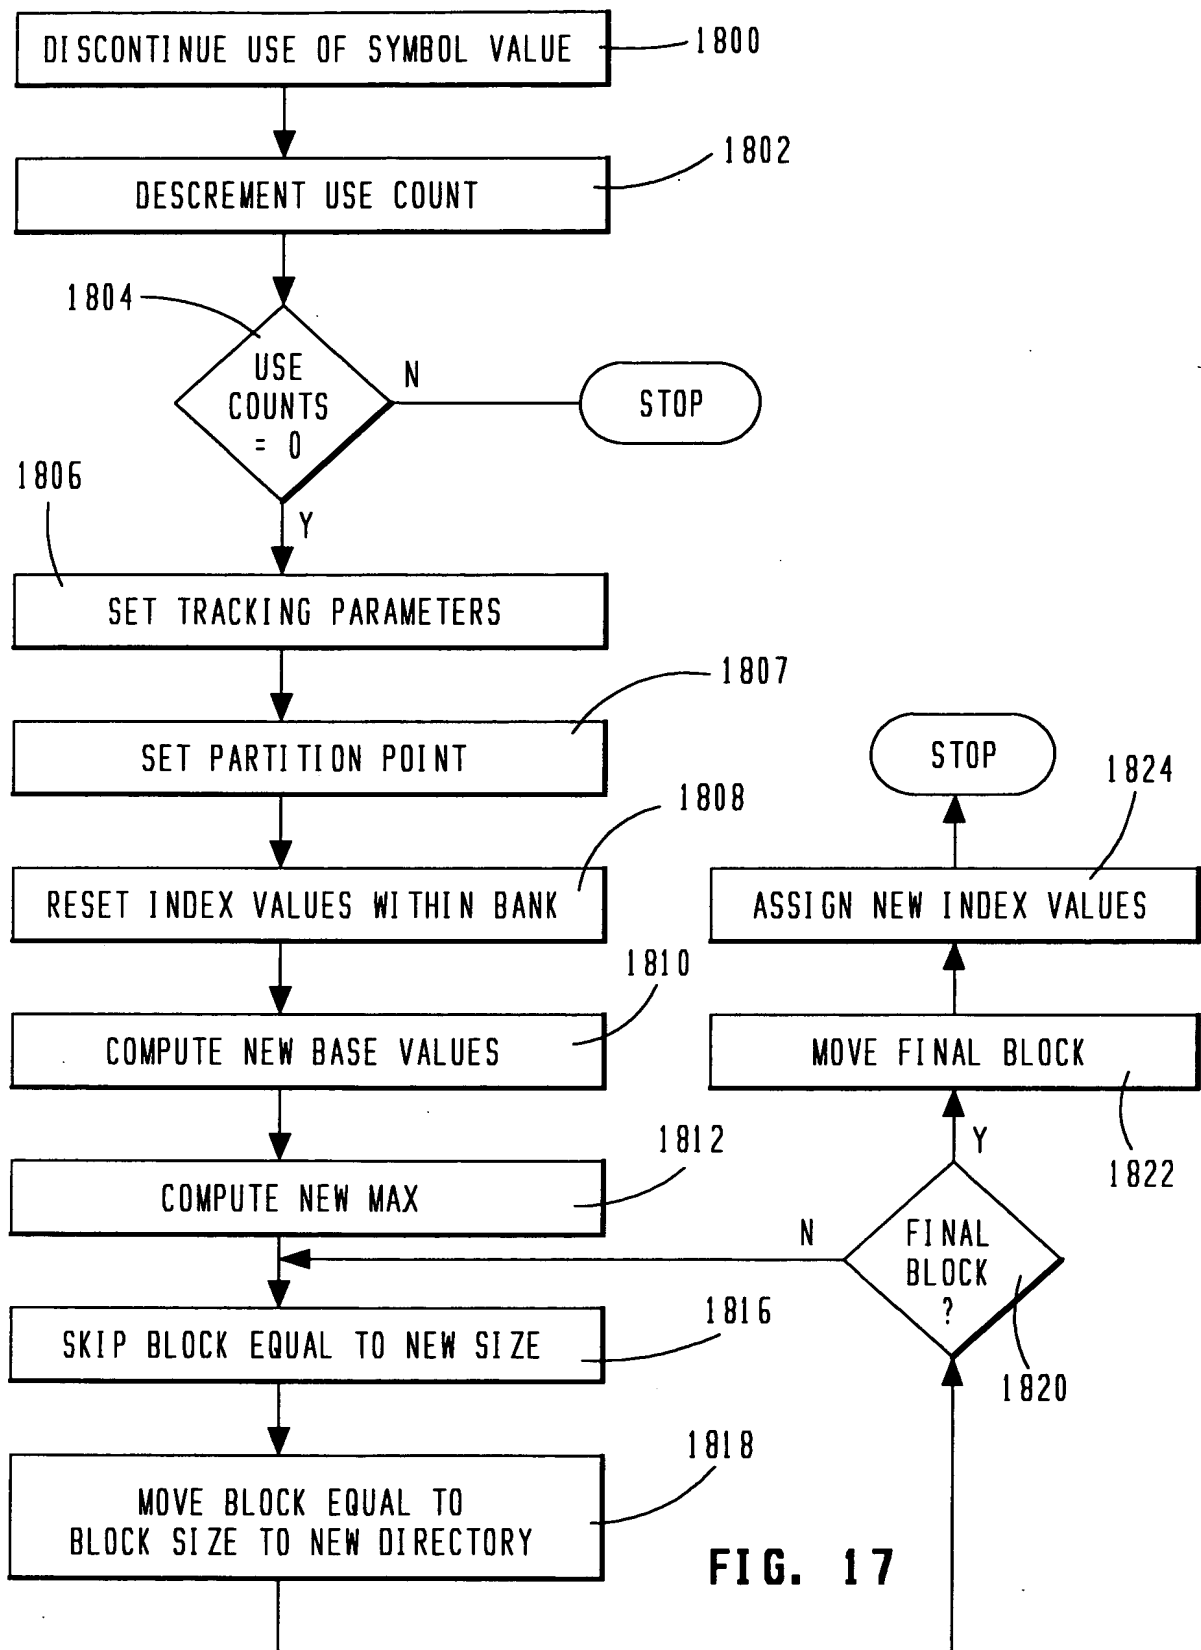 DISCONTINUE USE OF SYMBOL VALUE
1800
1802
DESCREMENT USE COUNT
1804
USE
COUNTS
= 0
N
STOP
1806
Y
SET TRACKING PARAMETERS
1807
SET PARTITION POINT
1808
RESET INDEX VALUES WITHIN BANK
1810
COMPUTE NEW BASE VALUES
1812
COMPUTE NEW MAX
1816
SKIP BLOCK EQUAL TO NEW SIZE
1818
MOVE BLOCK EQUAL TO
BLOCK SIZE TO NEW DIRECTORY
FINAL
BLOCK
?
1820
N
Y
MOVE FINAL BLOCK
1822
ASSIGN NEW INDEX VALUES
1824
STOP
FIG. 17